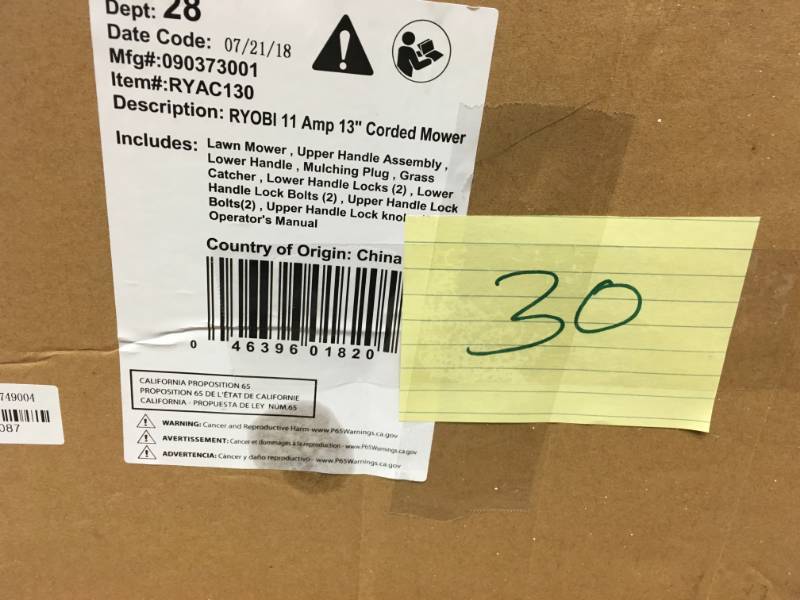 Dept: 28
Date Code: 07/21/18
Mfg#:090373001
Item#:RYAC130
Description: RYOBI 11 Amp 13" Corded Mower
Includes: Lawn Mower , Upper Handle Assembly ,
Lower Handle , Mulching Plug , Grass
Catcher , Lower Handle Locks (2) , Lower
Handle Lock Bolts (2) , Upper Handle Lock
Bolts(2) , Upper Handle Lock
Operator's Manual
Country of Origin: China
30
0 46396 01820
CALIFORNIA PROPOSITION 65
PROPOSITION 65 DE L'ÉTAT DE CALIFORNIE
CALIFORNIA - PROPUESTA DE LEY NUM.65
WARNING: Cancer and Reproductive Harm-www.P65Warnings.ca.gov
AVERTISSEMENT: Cancer et dommages à la reproduction - www.P65Warnings.ca.gov
ADVERTENCIA: Cáncer y daño reproductivo - www.P65Warnings.ca.gov
749004
087